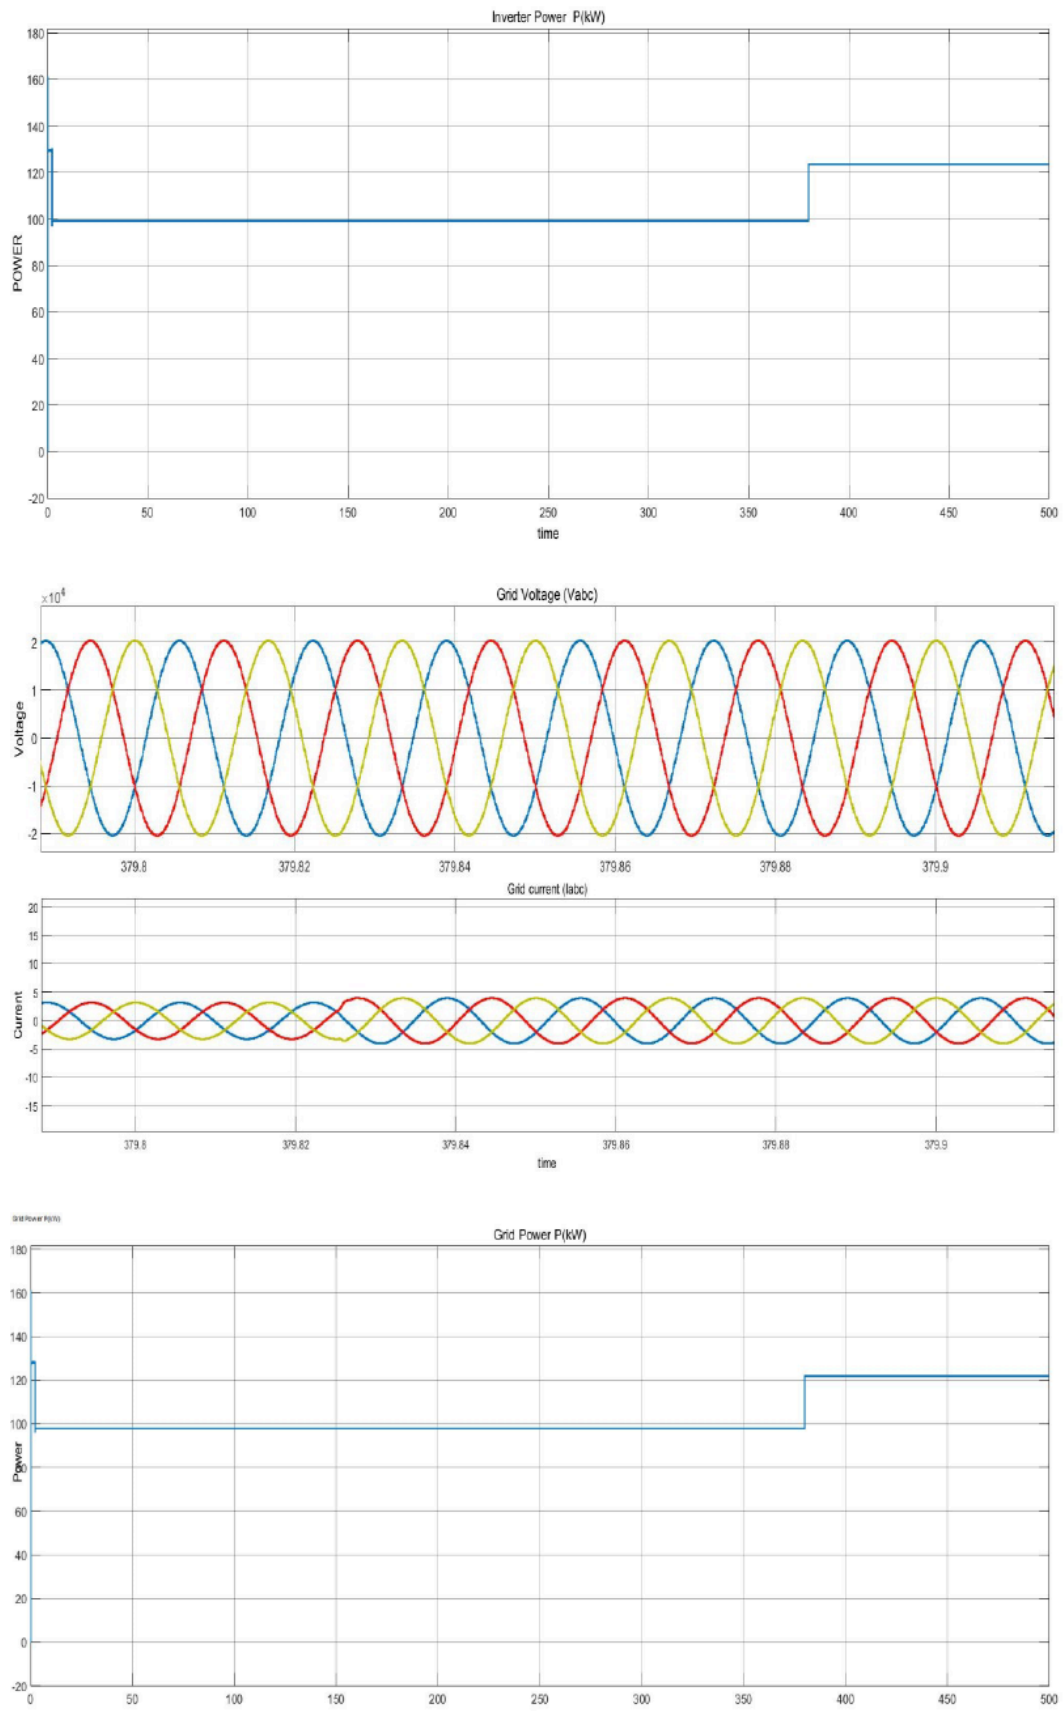 Inverter Power P(kW)
180
160
140
120
100
80
60
40
20
0
-20
POWER
0 50 100 150 200 250 300 350 400 450 500
time
×10⁴
Grid Voltage (Vabc)
2
1
0
-1
-2
Voltage
379.8 379.82 379.84 379.86 379.88 379.9
Grid current (Iabc)
20
15
10
5
0
-5
-10
-15
Current
379.8 379.82 379.84 379.86 379.88 379.9
time
Grid Power P(kW)
Grid Power P(kW)
180
160
140
120
100
80
60
40
20
0
-20
Power
0 50 100 150 200 250 300 350 400 450 500